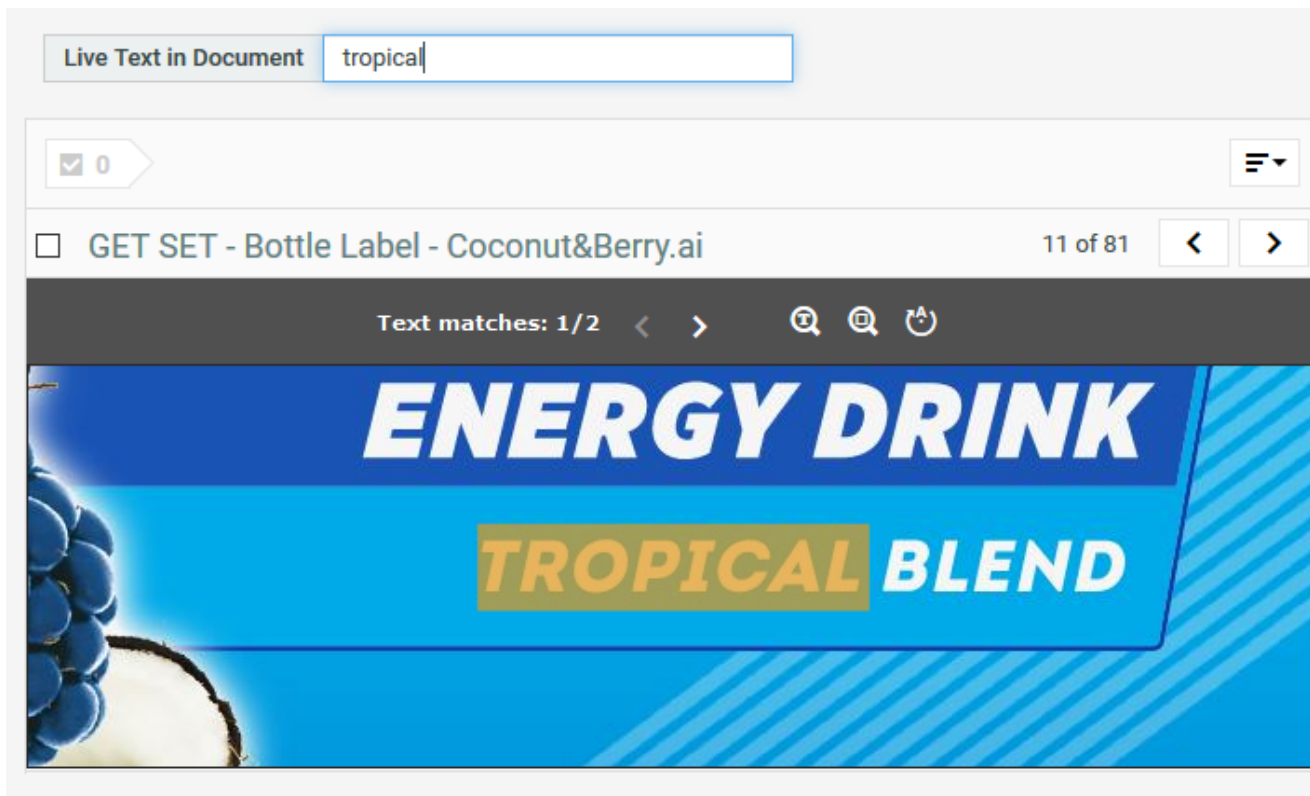 Live Text in Document tropical
0
GET SET - Bottle Label - Coconut&Berry.ai 11 of 81
Text matches: 1/2
ENERGY DRINK
TROPICAL BLEND